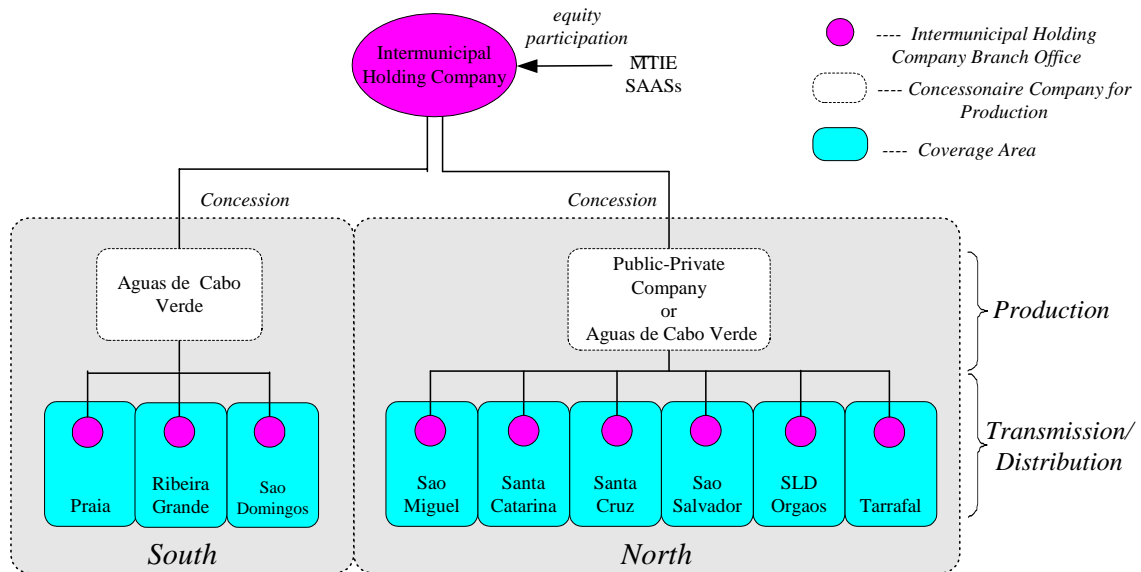 equity
participation
Intermunicipal
Holding Company
MTIE
SAASs
---- Intermunicipal Holding
Company Branch Office
---- Concessonaire Company for
Production
---- Coverage Area
Concession
Concession
Aguas de Cabo
Verde
Public-Private
Company
or
Aguas de Cabo Verde
Production
Transmission/
Distribution
Praia
Ribeira
Grande
Sao
Domingos
Sao
Miguel
Santa
Catarina
Santa
Cruz
Sao
Salvador
SLD
Orgaos
Tarrafal
South
North